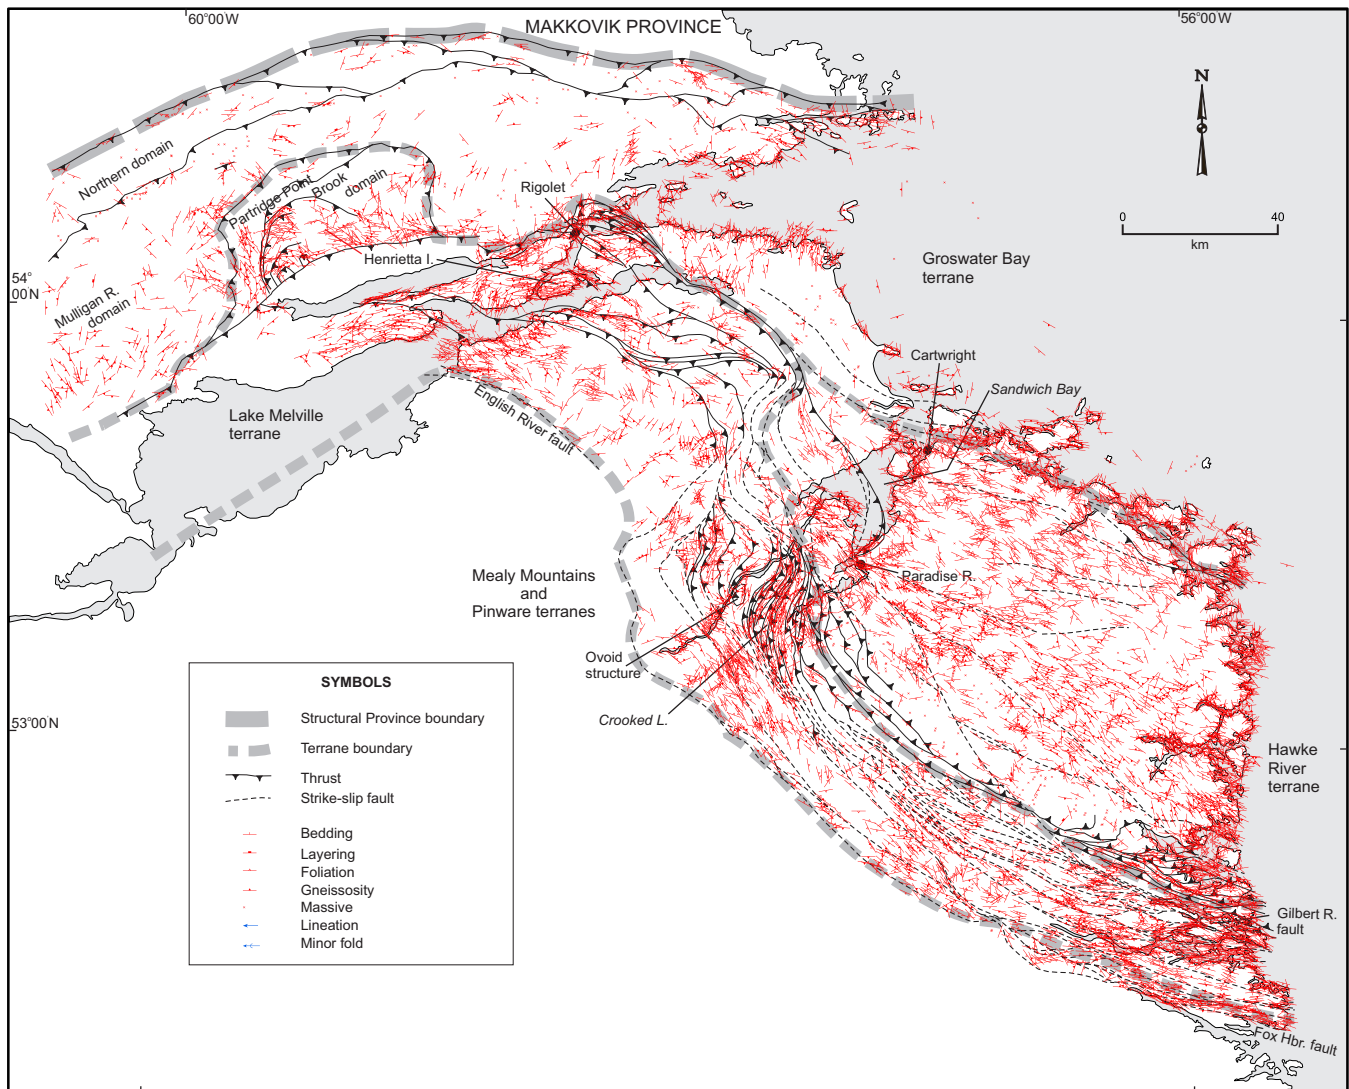 60°00'W
56°00'W
MAKKOVIK PROVINCE
N
Northern domain
Partridge Point
Brook
domain
Rigolet
0
40
km
Henrietta I.
Groswater Bay
terrane
54°
00'N
Mulligan R.
domain
Cartwright
Sandwich Bay
English River fault
Lake Melville
terrane
Mealy Mountains
and
Pinware terranes
Paradise R.
Ovoid
structure
Crooked L.
53°00'N
SYMBOLS
Structural Province boundary
Terrane boundary
Thrust
Strike-slip fault
Bedding
Layering
Foliation
Gneissosity
Massive
Lineation
Minor fold
Hawke
River
terrane
Gilbert R.
fault
Fox Hbr. fault